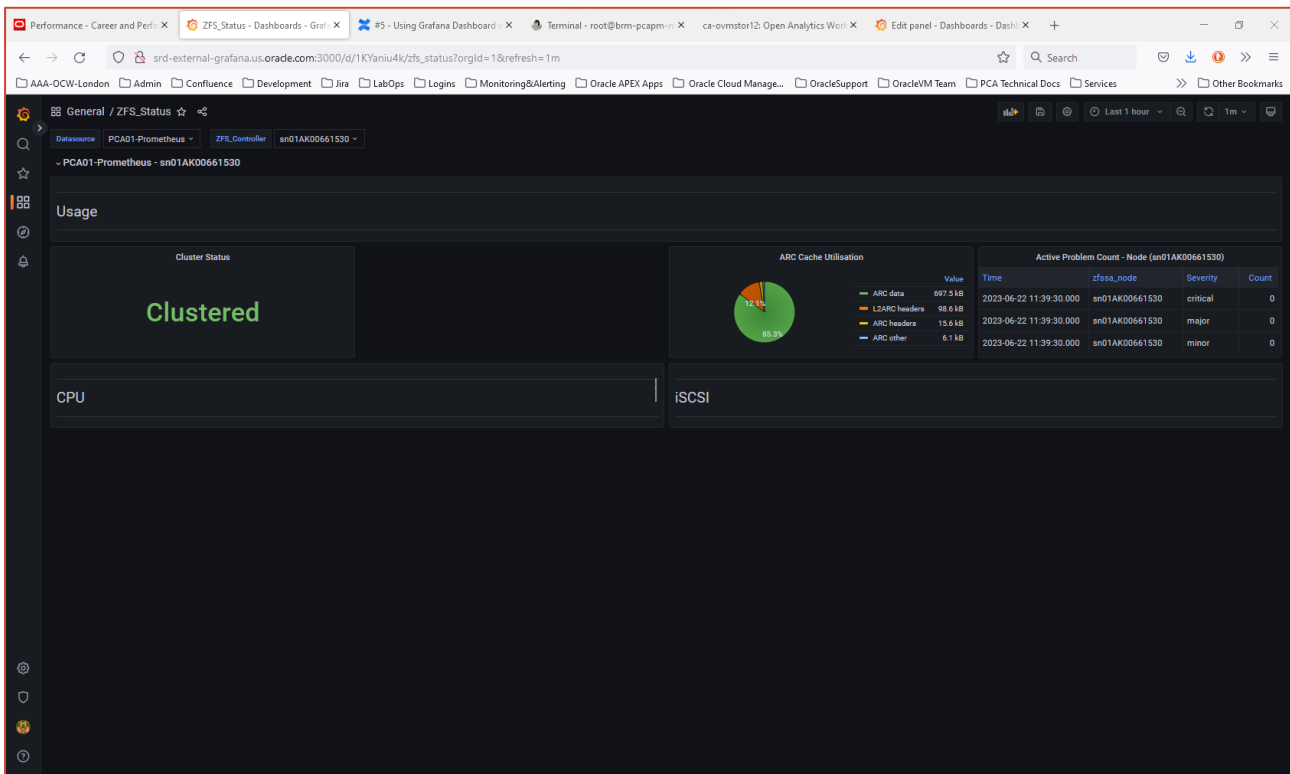 Performance - Career and Perfo
ZFS_Status - Dashboards - Grafa
#5 - Using Grafana Dashboard v
Terminal - root@brm-pcapm-n
ca-ovmstor12: Open Analytics Wor
Edit panel - Dashboards - Dashb
srd-external-grafana.us.oracle.com:3000/d/1KYaniu4k/zfs_status?orgId=1&refresh=1m
Search
AAA-OCW-London Admin Confluence Development Jira LabOps Logins Monitoring&Alerting Oracle APEX Apps Oracle Cloud Manage... OracleSupport OracleVM Team PCA Technical Docs Services Other Bookmarks
General / ZFS_Status
Last 1 hour
1m
Datasource PCA01-Prometheus ZFS_Controller sn01AK00661530
PCA01-Prometheus - sn01AK00661530
Usage
Cluster Status
Clustered
ARC Cache Utilisation
12.1%
85.3%
Value
ARC data 697.5 kB
L2ARC headers 98.6 kB
ARC headers 15.6 kB
ARC other 6.1 kB
Active Problem Count - Node (sn01AK00661530)
Time zfssa_node Severity Count
2023-06-22 11:39:30.000 sn01AK00661530 critical 0
2023-06-22 11:39:30.000 sn01AK00661530 major 0
2023-06-22 11:39:30.000 sn01AK00661530 minor 0
CPU
iSCSI